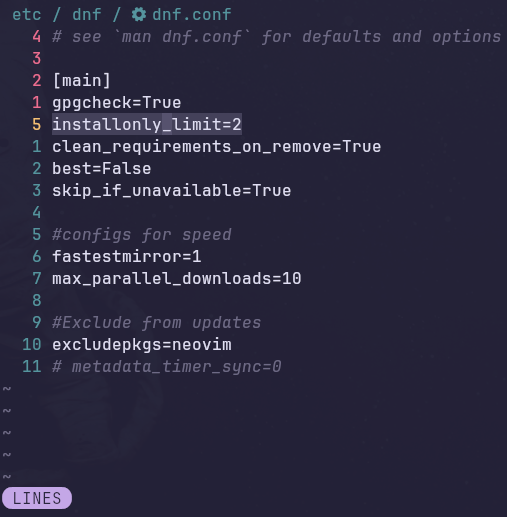 etc / dnf / dnf.conf
4 # see `man dnf.conf` for defaults and options
3
2 [main]
1 gpgcheck=True
5 installonly_limit=2
1 clean_requirements_on_remove=True
2 best=False
3 skip_if_unavailable=True
4
5 #configs for speed
6 fastestmirror=1
7 max_parallel_downloads=10
8
9 #Exclude from updates
10 excludepkgs=neovim
11 # metadata_timer_sync=0
~
~
~
~
~
LINES